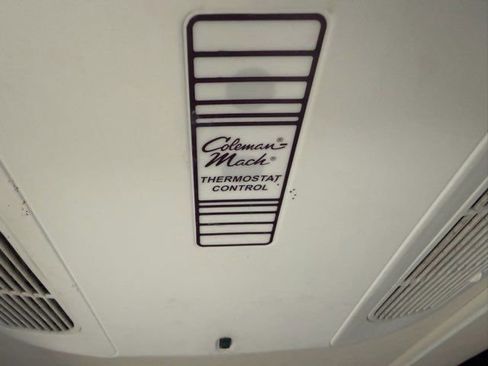 Coleman®
Mach®
THERMOSTAT
CONTROL